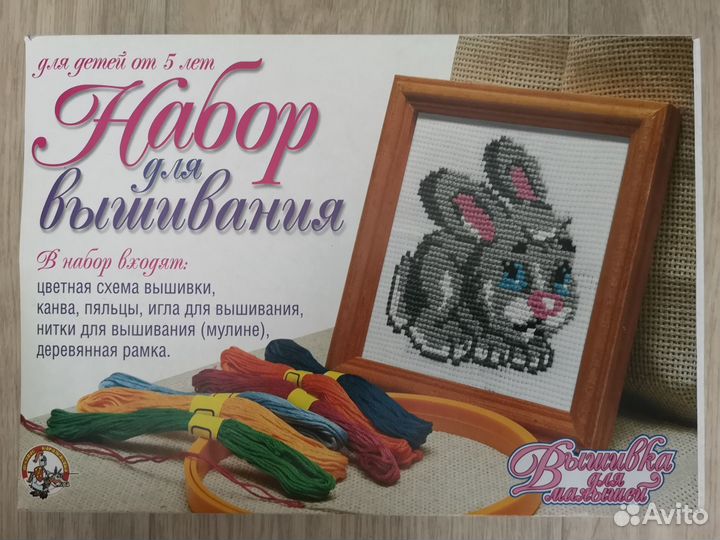 для детей от 5 лет
Набор
для
вышивания
В набор входят:
цветная схема вышивки,
канва, пяльцы, игла для вышивания,
нитки для вышивания (мулине),
деревянная рамка.
Вышивка
для
малышей
Avito